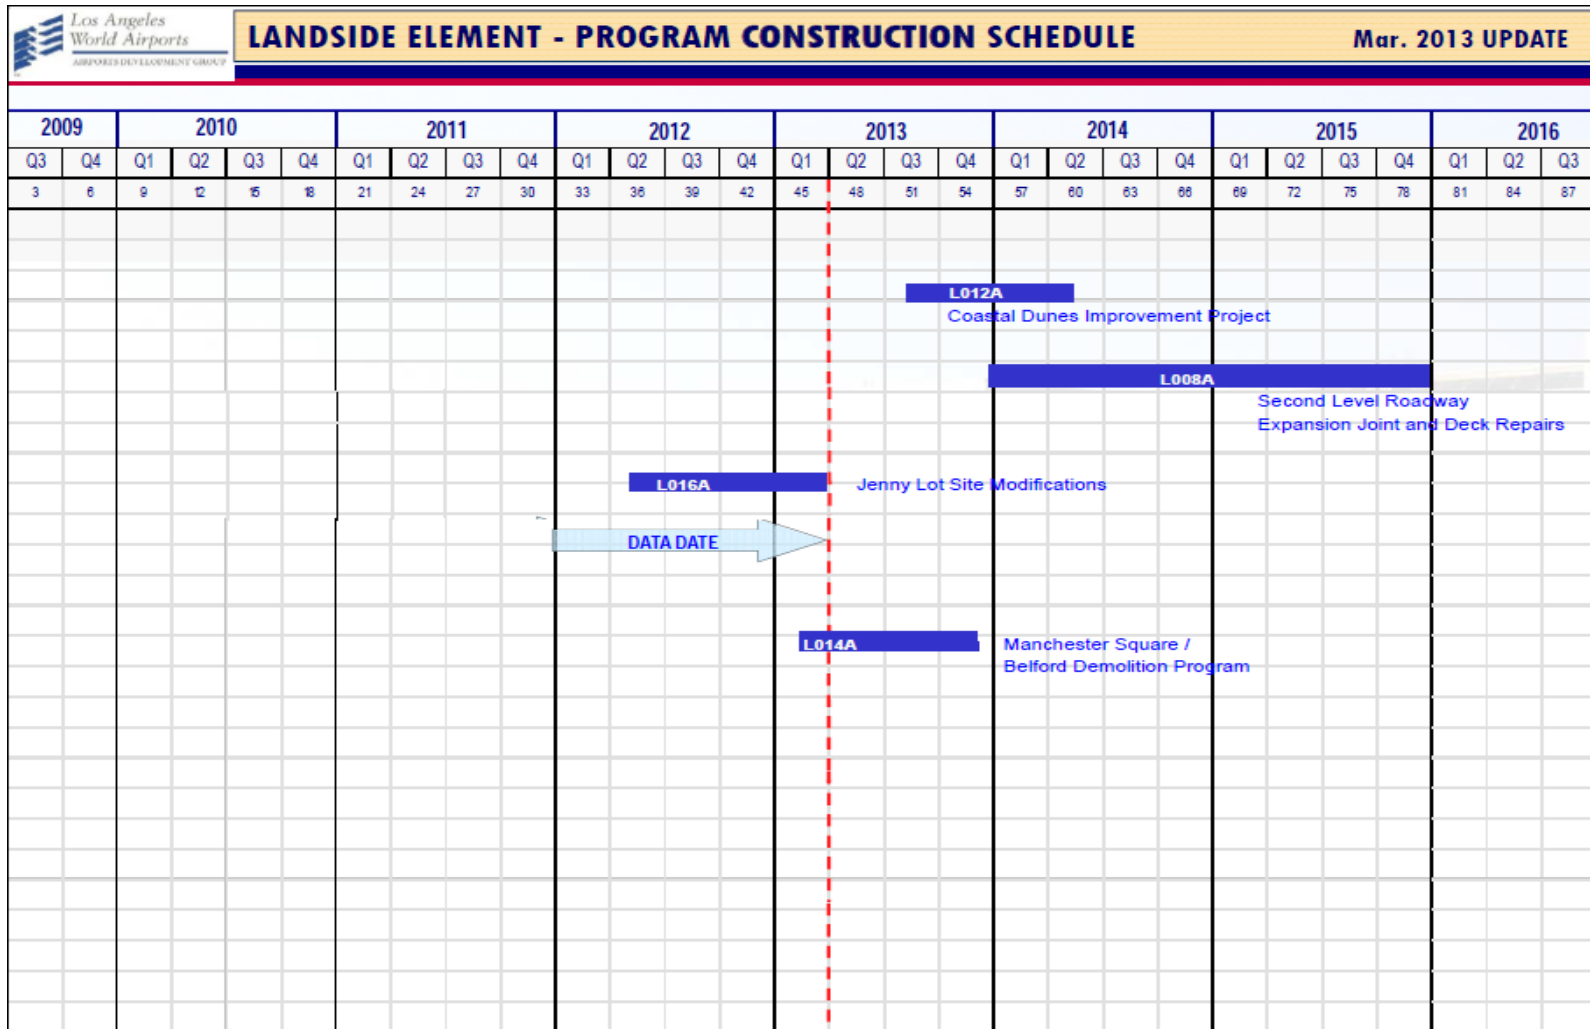 Los Angeles
World Airports
AIRPORTS DEVELOPMENT GROUP
LANDSIDE ELEMENT - PROGRAM CONSTRUCTION SCHEDULE
Mar. 2013 UPDATE
2009 2010 2011 2012 2013 2014 2015 2016
Q3 Q4 Q1 Q2 Q3 Q4 Q1 Q2 Q3 Q4 Q1 Q2 Q3 Q4 Q1 Q2 Q3 Q4 Q1 Q2 Q3 Q4 Q1 Q2 Q3 Q4 Q1 Q2 Q3
3 6 9 12 15 18 21 24 27 30 33 36 39 42 45 48 51 54 57 60 63 66 69 72 75 78 81 84 87
L012A
Coastal Dunes Improvement Project
L008A
Second Level Roadway
Expansion Joint and Deck Repairs
L016A
Jenny Lot Site Modifications
DATA DATE
L014A
Manchester Square /
Belford Demolition Program